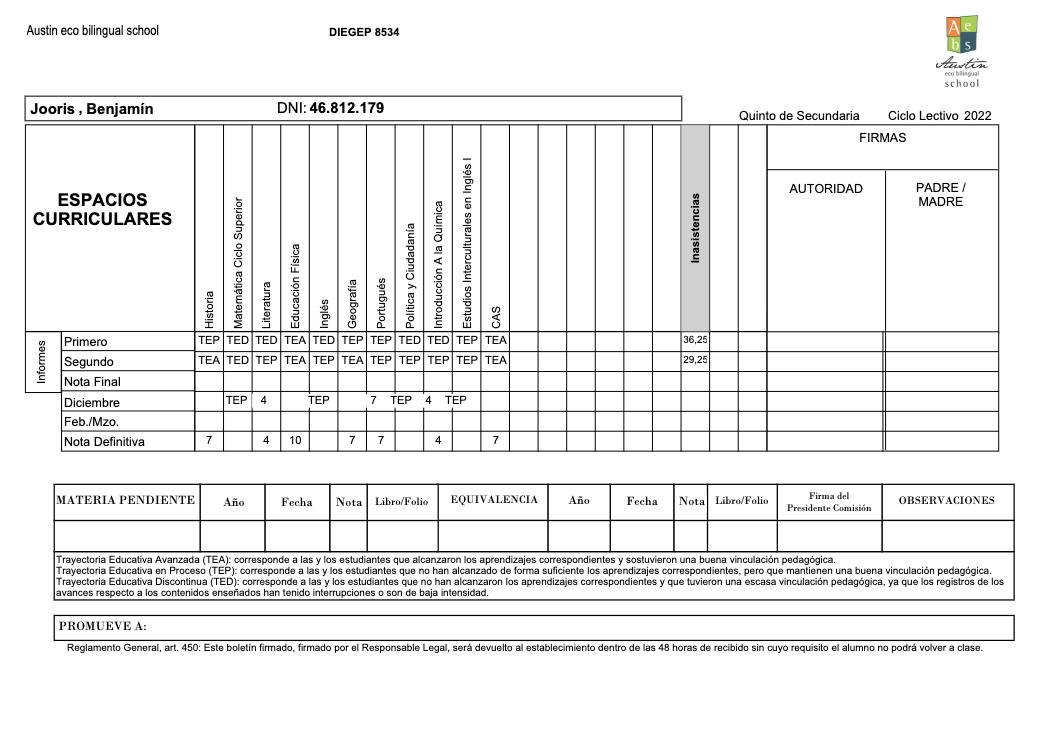 Austin eco bilingual school
DIEGEP 8534
Ae
bs
Austin
eco bilingual
school
Jooris , Benjamín DNI: 46.812.179
Quinto de Secundaria Ciclo Lectivo 2022
ESPACIOS
CURRICULARES
Historia
Matemática Ciclo Superior
Literatura
Educación Física
Inglés
Geografía
Portugués
Política y Ciudadanía
Introducción A la Química
Estudios Interculturales en Inglés I
CAS
Inasistencias
FIRMAS
AUTORIDAD
PADRE /
MADRE
Informes
Primero TEP TED TED TEA TED TEP TEP TED TED TEP TEA 36,25
Segundo TEA TED TEP TEA TEP TEA TEP TEP TEP TEP TEA 29,25
Nota Final
Diciembre TEP 4 TEP 7 TEP 4 TEP
Feb./Mzo.
Nota Definitiva 7 4 10 7 7 4 7
MATERIA PENDIENTE Año Fecha Nota Libro/Folio EQUIVALENCIA Año Fecha Nota Libro/Folio Firma del OBSERVACIONES
Presidente Comisión
Trayectoria Educativa Avanzada (TEA): corresponde a las y los estudiantes que alcanzaron los aprendizajes correspondientes y sostuvieron una buena vinculación pedagógica.
Trayectoria Educativa en Proceso (TEP): corresponde a las y los estudiantes que no han alcanzado de forma suficiente los aprendizajes correspondientes, pero que mantienen una buena vinculación pedagógica.
Trayectoria Educativa Discontinua (TED): corresponde a las y los estudiantes que no han alcanzaron los aprendizajes correspondientes y que tuvieron una escasa vinculación pedagógica, ya que los registros de los
avances respecto a los contenidos enseñados han tenido interrupciones o son de baja intensidad.
PROMUEVE A:
Reglamento General, art. 450: Este boletín firmado, firmado por el Responsable Legal, será devuelto al establecimiento dentro de las 48 horas de recibido sin cuyo requisito el alumno no podrá volver a clase.